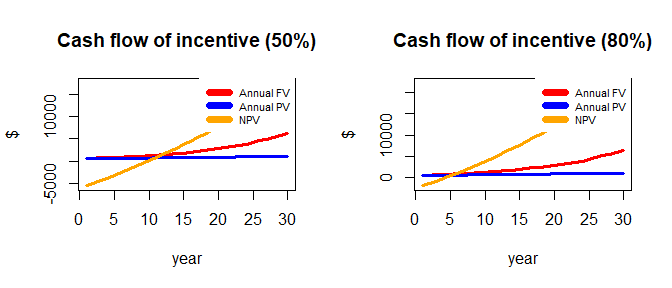 Cash flow of incentive (50%)
$
10000
-5000
Annual FV
Annual PV
NPV
0 5 10 15 20 25 30
year
Cash flow of incentive (80%)
$
10000
0
Annual FV
Annual PV
NPV
0 5 10 15 20 25 30
year